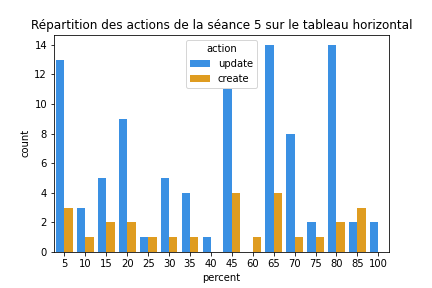 Répartition des actions de la séance 5 sur le tableau horizontal
action
update
create
14
12
10
8
6
4
2
0
count
5 10 15 20 25 30 35 40 45 60 65 70 75 80 85 100
percent